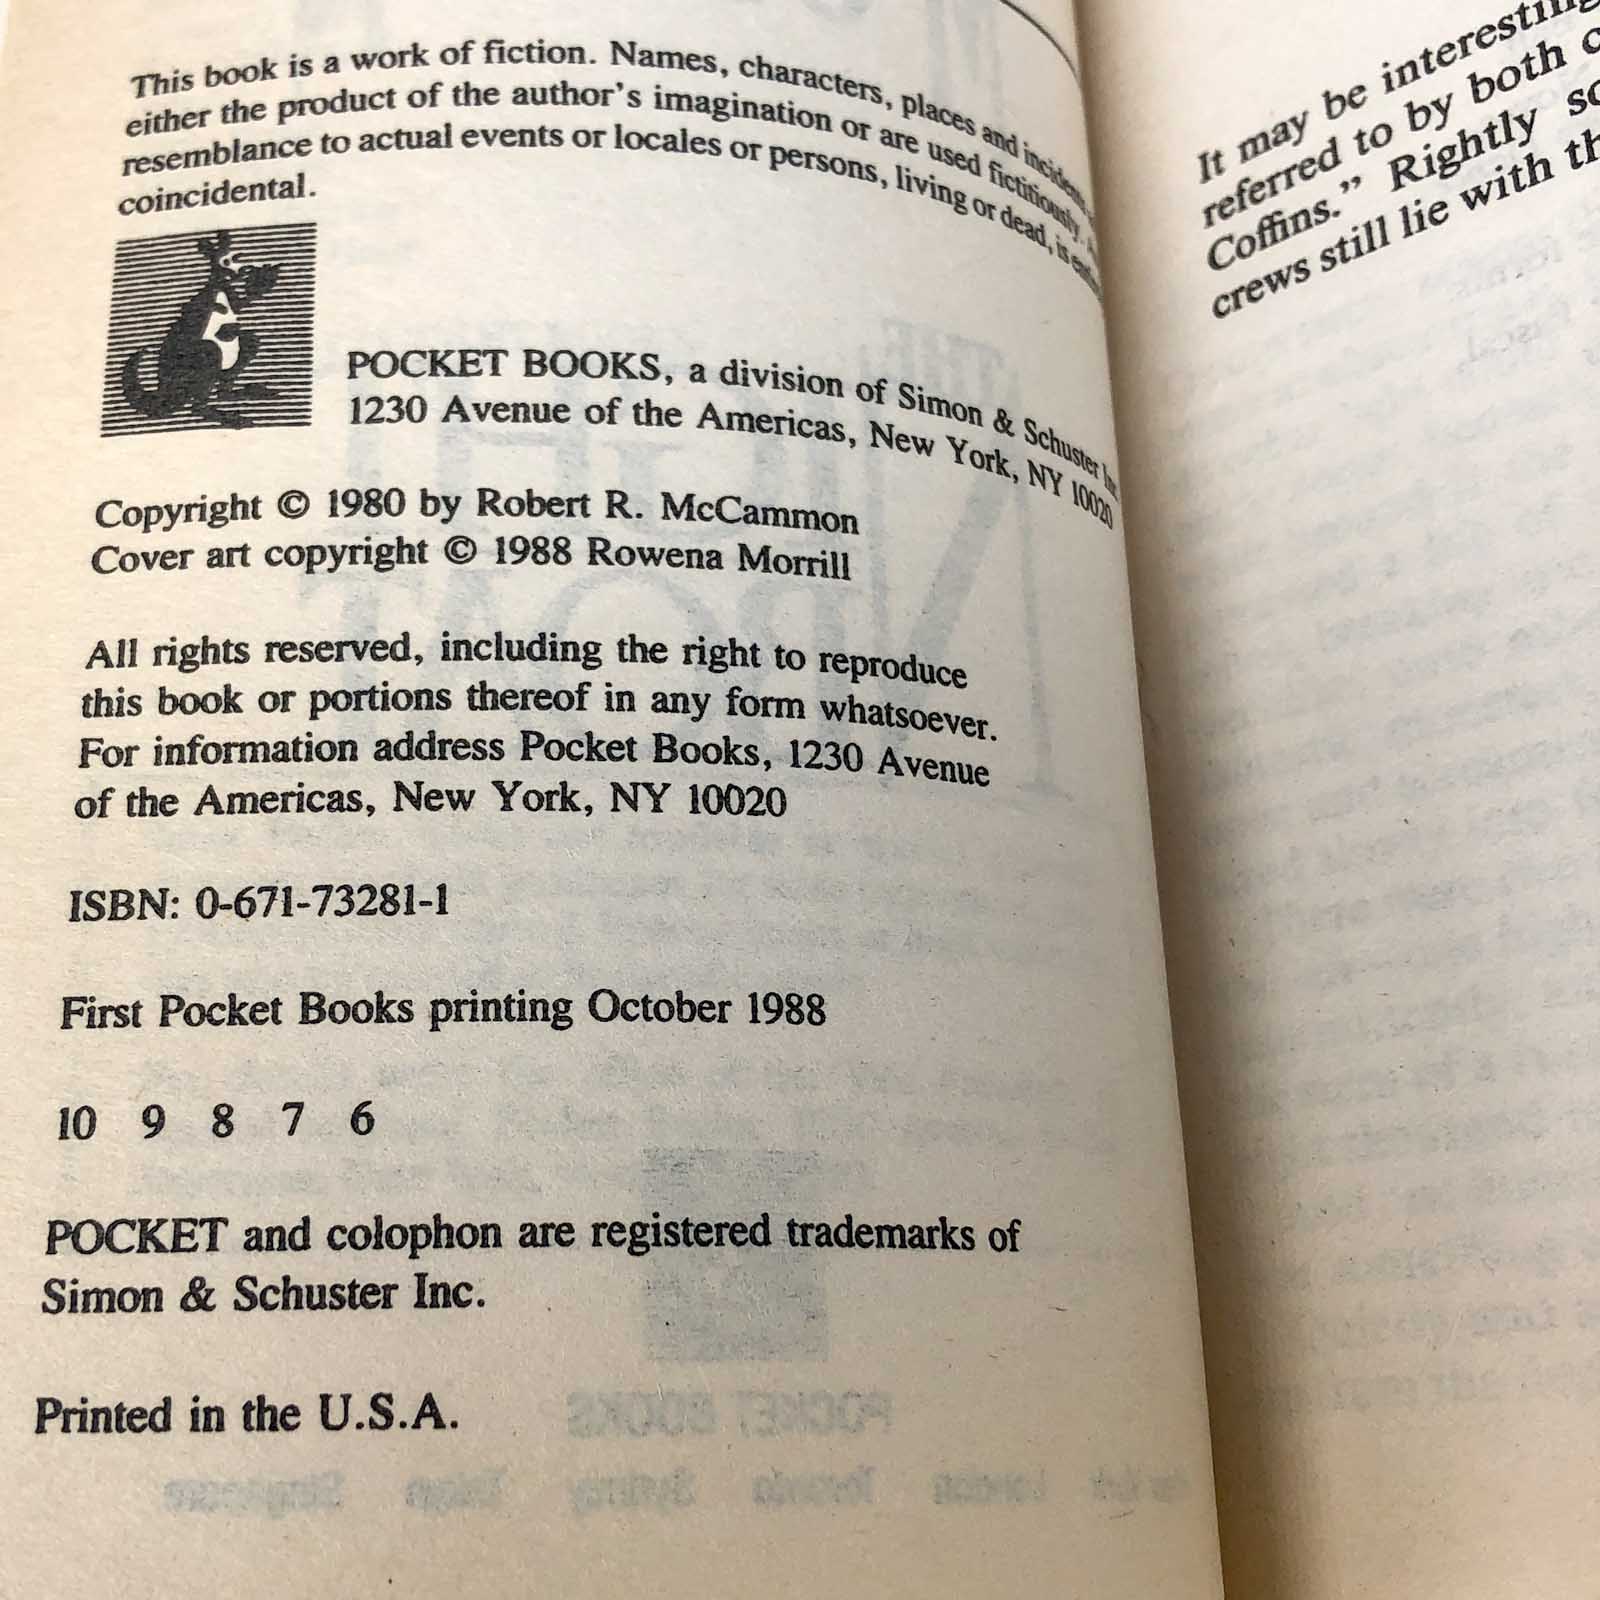 This book is a work of fiction. Names, characters, places and incidents
either the product of the author's imagination or are used fictitiously.
resemblance to actual events or locales or persons, living or dead, is
coincidental.
POCKET BOOKS, a division of Simon & Schuster Inc
1230 Avenue of the Americas, New York, NY 10020
Copyright © 1980 by Robert R. McCammon
Cover art copyright © 1988 Rowena Morrill
All rights reserved, including the right to reproduce
this book or portions thereof in any form whatsoever.
For information address Pocket Books, 1230 Avenue
of the Americas, New York, NY 10020
ISBN: 0-671-73281-1
First Pocket Books printing October 1988
10 9 8 7 6
POCKET and colophon are registered trademarks of
Simon & Schuster Inc.
Printed in the U.S.A.
It may be interesting
referred to by both
Coffins." Rightly
crews still lie with